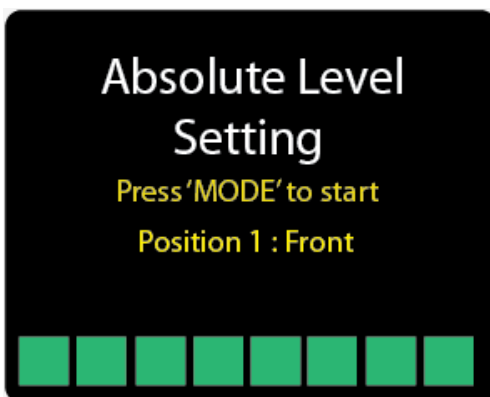 Absolute Level
Setting
Press 'MODE' to start
Position 1 : Front